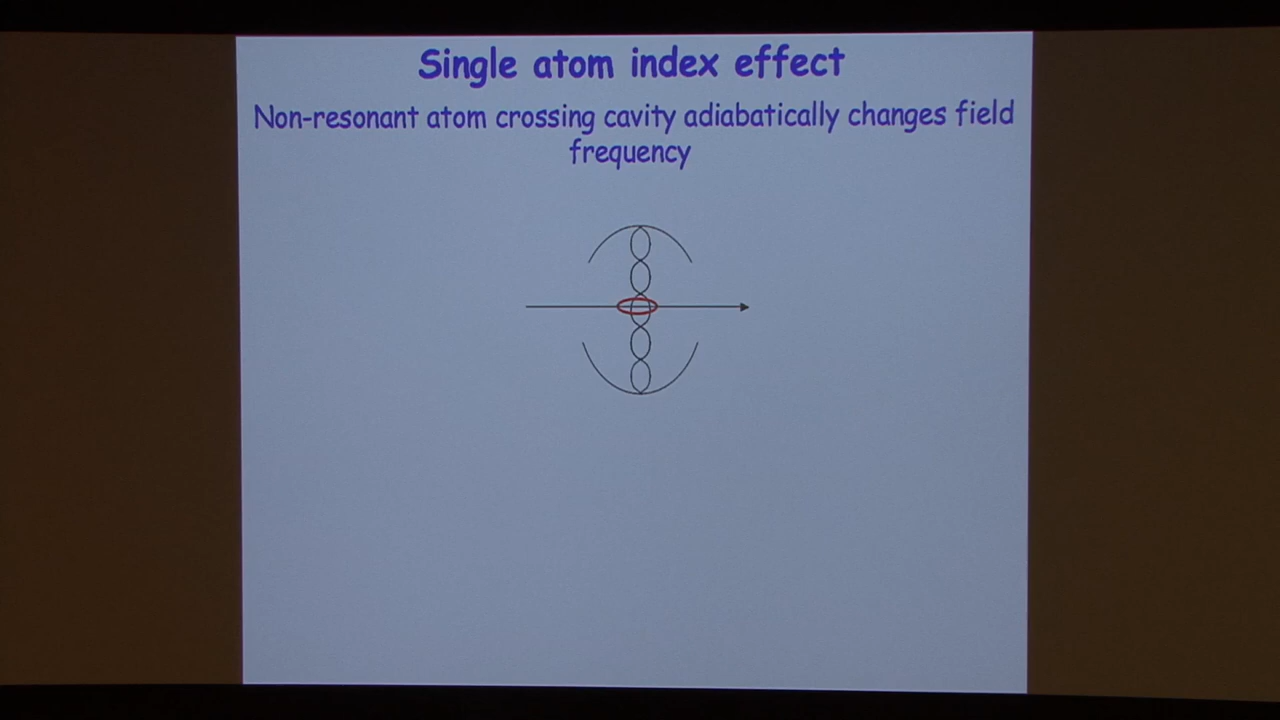 Single atom index effect
Non-resonant atom crossing cavity adiabatically changes field
frequency